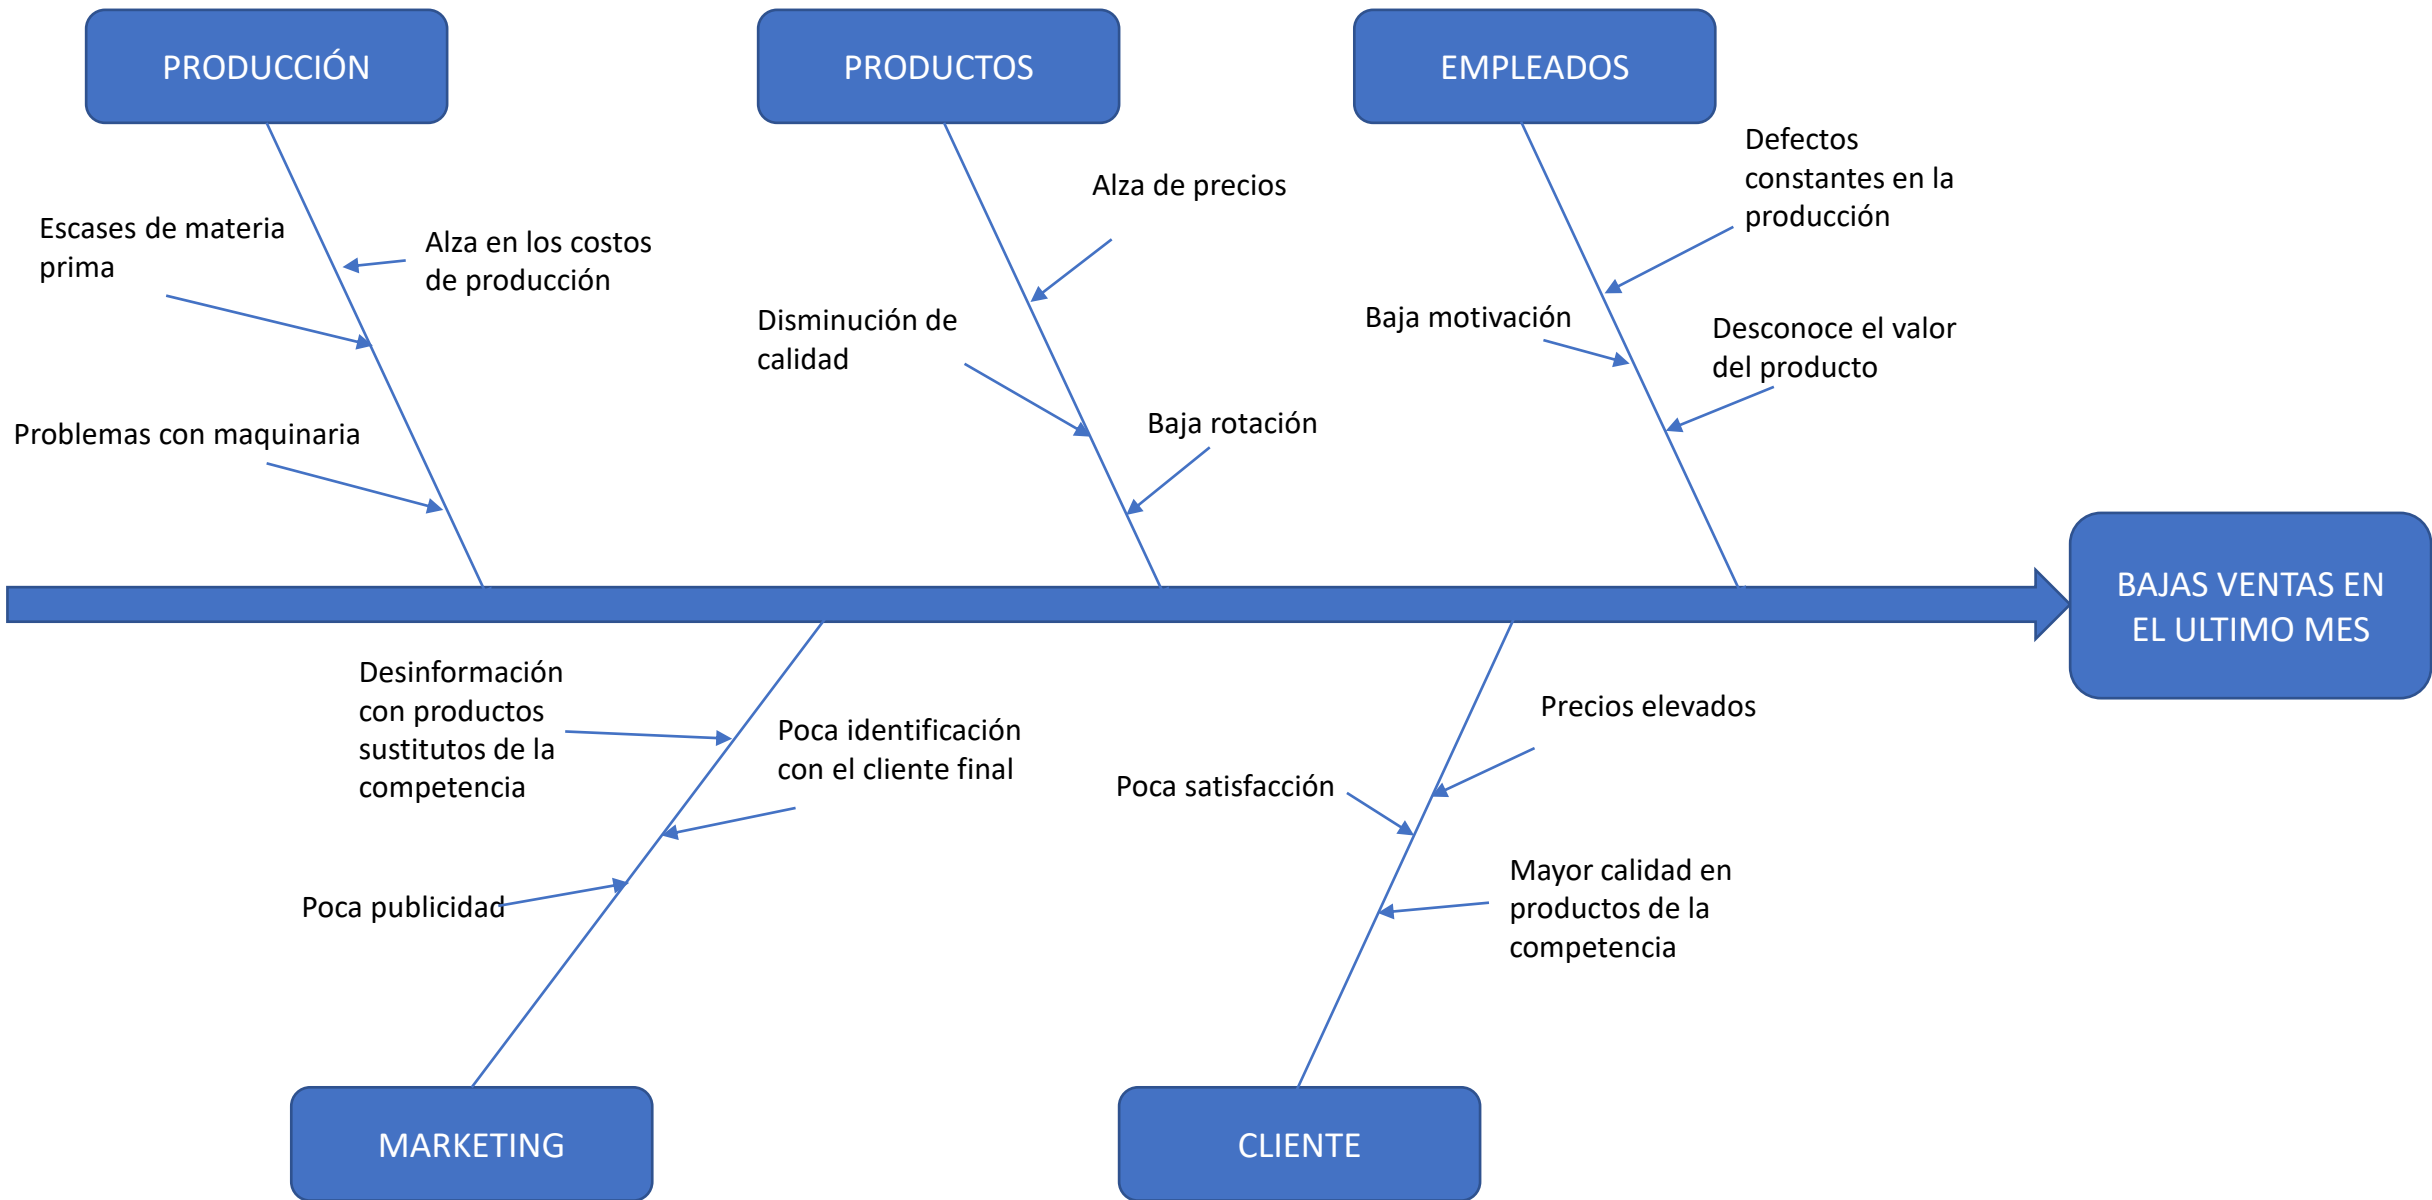 PRODUCCIÓN
PRODUCTOS
EMPLEADOS
Escases de materia
prima
Alza en los costos
de producción
Problemas con maquinaria
Alza de precios
Disminución de
calidad
Baja rotación
Defectos
constantes en la
producción
Baja motivación
Desconoce el valor
del producto
BAJAS VENTAS EN
EL ULTIMO MES
Desinformación
con productos
sustitutos de la
competencia
Poca identificación
con el cliente final
Poca publicidad
Precios elevados
Poca satisfacción
Mayor calidad en
productos de la
competencia
MARKETING
CLIENTE